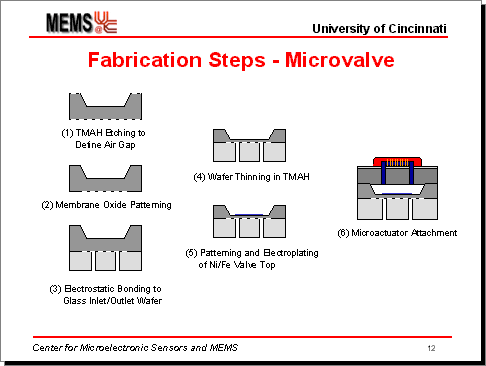 MEMS UC @
University of Cincinnati
Fabrication Steps - Microvalve
(1) TMAH Etching to
Define Air Gap
(2) Membrane Oxide Patterning
(3) Electrostatic Bonding to
Glass Inlet/Outlet Wafer
(4) Wafer Thinning in TMAH
(5) Patterning and Electroplating
of Ni/Fe Valve Top
(6) Microactuator Attachment
Center for Microelectronic Sensors and MEMS
12